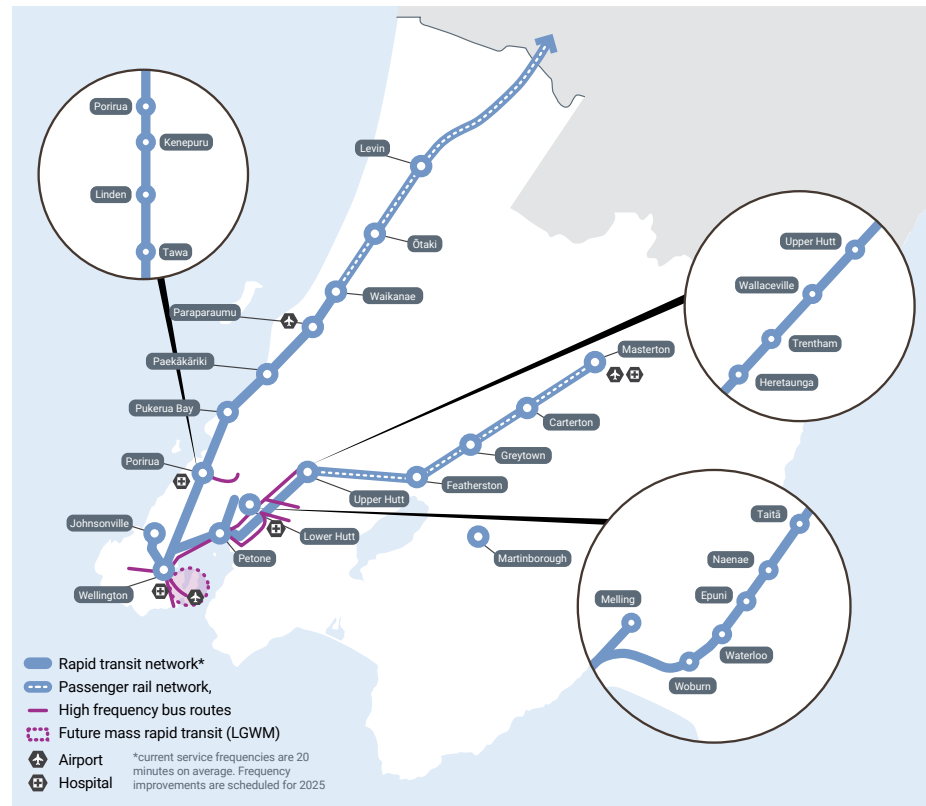 Porirua
Kenepuru
Linden
Tawa
Levin
Ōtaki
Waikanae
Paraparaumu
Paekākāriki
Pukerua Bay
Porirua
Johnsonville
Wellington
Petone
Lower Hutt
Upper Hutt
Featherston
Greytown
Carterton
Masterton
Martinborough
Upper Hutt
Wallaceville
Trentham
Heretaunga
Taitā
Naenae
Epuni
Melling
Waterloo
Woburn
Rapid transit network*
Passenger rail network,
High frequency bus routes
Future mass rapid transit (LGWM)
Airport
Hospital
*current service frequencies are 20
minutes on average. Frequency
improvements are scheduled for 2025